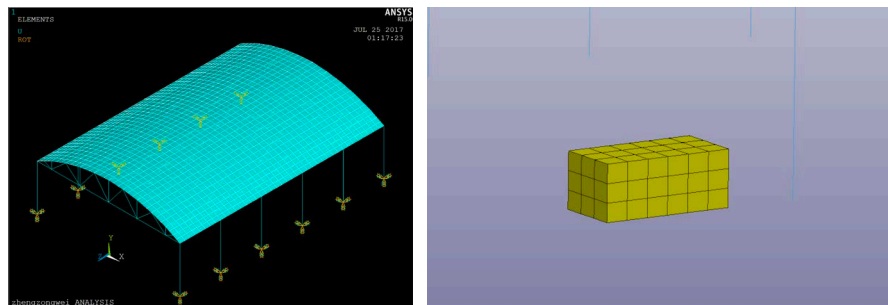 1
ELEMENTS
U
ROT
ANSYS
R15.0
JUL 25 2017
01:17:23
Y
Z
X
zhengzongwei ANALYSIS